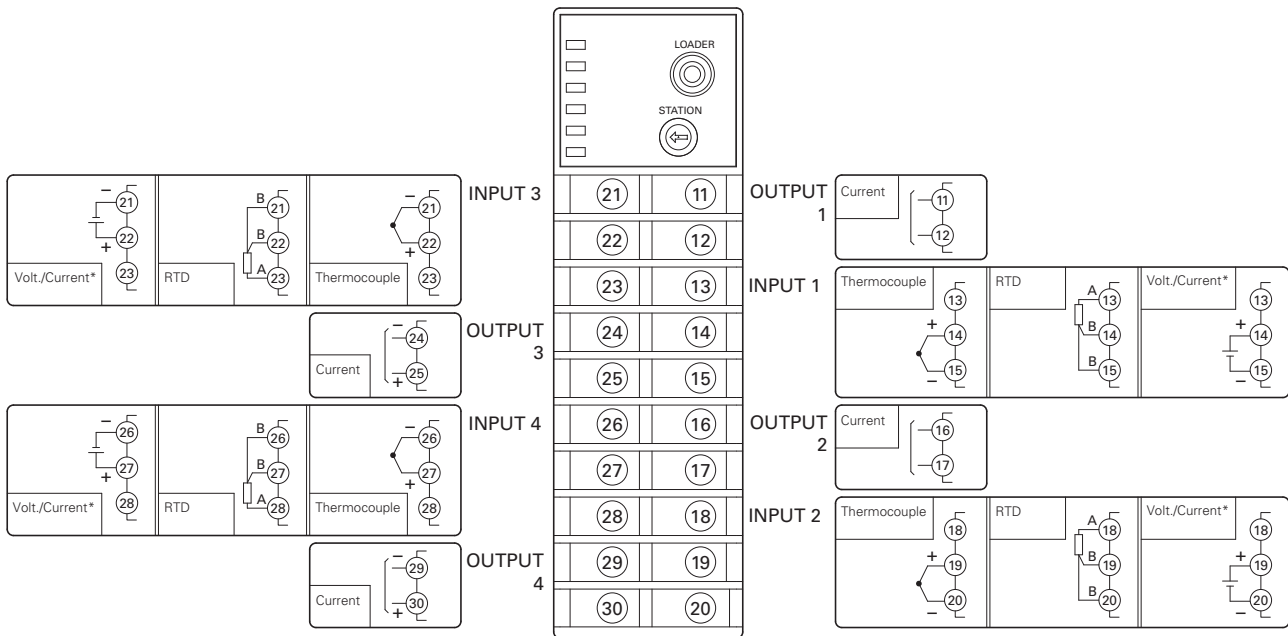 LOADER
STATION
INPUT 3
21 11
OUTPUT 1
22 12
23 13
INPUT 1
OUTPUT 3
24 14
25 15
INPUT 4
26 16
OUTPUT 2
27 17
28 18
INPUT 2
OUTPUT 4
29 19
30 20
− 21
22 +
23
Volt./Current*
B 21
B 22
A 23
RTD
− 21
22 +
23
Thermocouple
− 24
+ 25
Current
− 26
27 +
28
Volt./Current*
B 26
B 27
A 28
RTD
− 26
27 +
28
Thermocouple
− 29
+ 30
Current
Current
11
12
Thermocouple
13
+ 14
− 15
RTD
A 13
B 14
B 15
Volt./Current*
13
+ 14
− 15
Current
16
17
Thermocouple
18
+ 19
− 20
RTD
A 18
B 19
B 20
Volt./Current*
18
+ 19
− 20